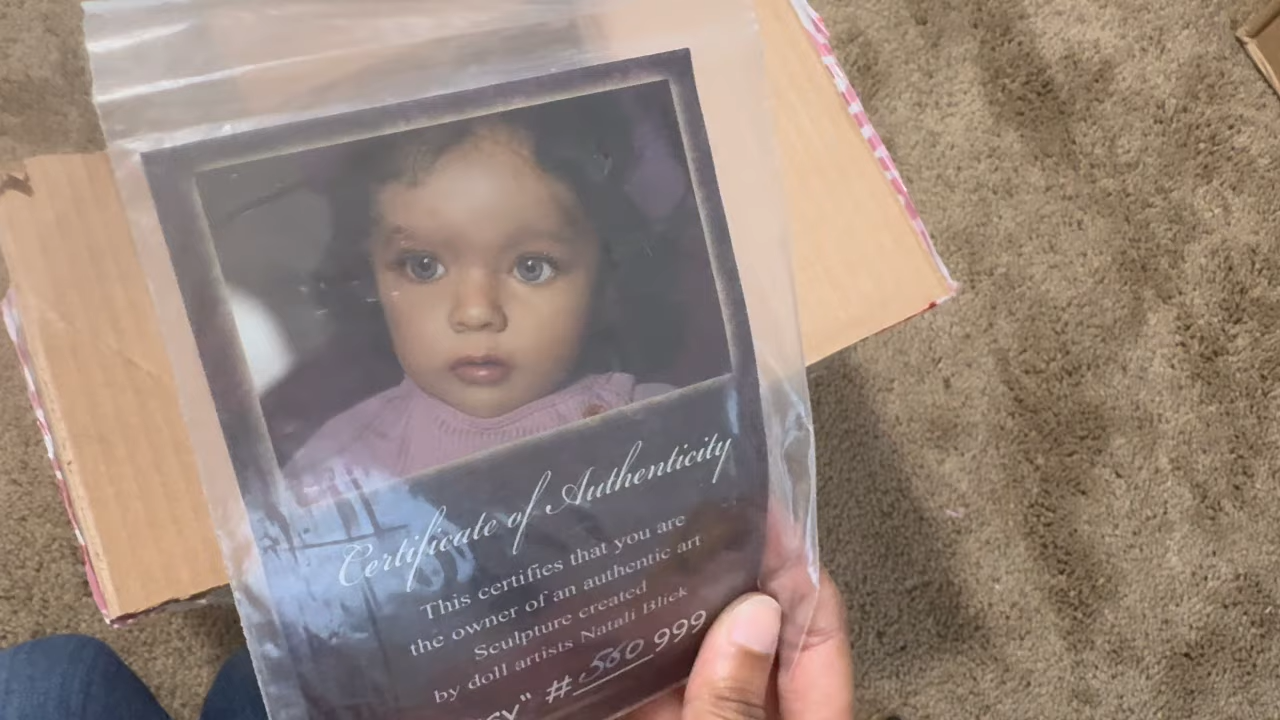 Certificate of Authenticity
This certifies that you are
the owner of an authentic art
Sculpture created
by doll artists Natali Blick
# 560 999